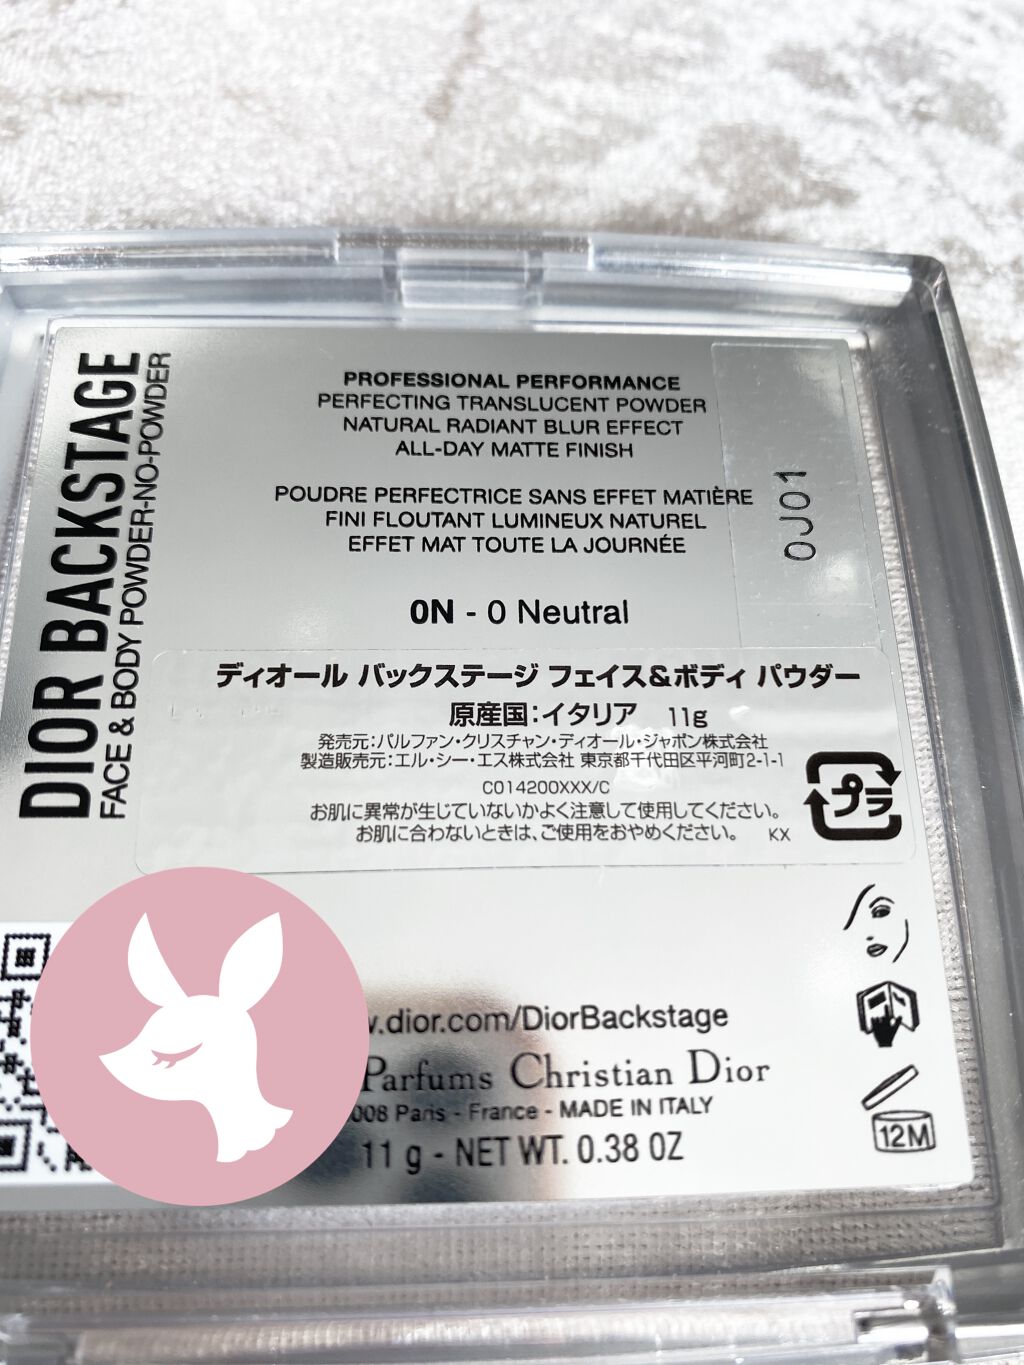 DIOR BACKSTAGE
FACE & BODY POWDER-NO-POWDER
PROFESSIONAL PERFORMANCE
PERFECTING TRANSLUCENT POWDER
NATURAL RADIANT BLUR EFFECT
ALL-DAY MATTE FINISH
POUDRE PERFECTRICE SANS EFFET MATIÈRE
FINI FLOUTANT LUMINEUX NATUREL
EFFET MAT TOUTE LA JOURNÉE
0J01
0N - 0 Neutral
ディオール バックステージ フェイス&ボディ パウダー
原産国:イタリア 11g
発売元:パルファン・クリスチャン・ディオール・ジャポン株式会社
製造販売元:エル・シー・エス株式会社 東京都千代田区平河町2-1-1
C014200XXX/C
お肌に異常が生じていないかよく注意して使用してください。
お肌に合わないときは、ご使用をおやめください。 KX
プラ
.dior.com/DiorBackstage
Parfums Christian Dior
008 Paris - France - MADE IN ITALY
11 g - NET WT. 0.38 OZ
12M